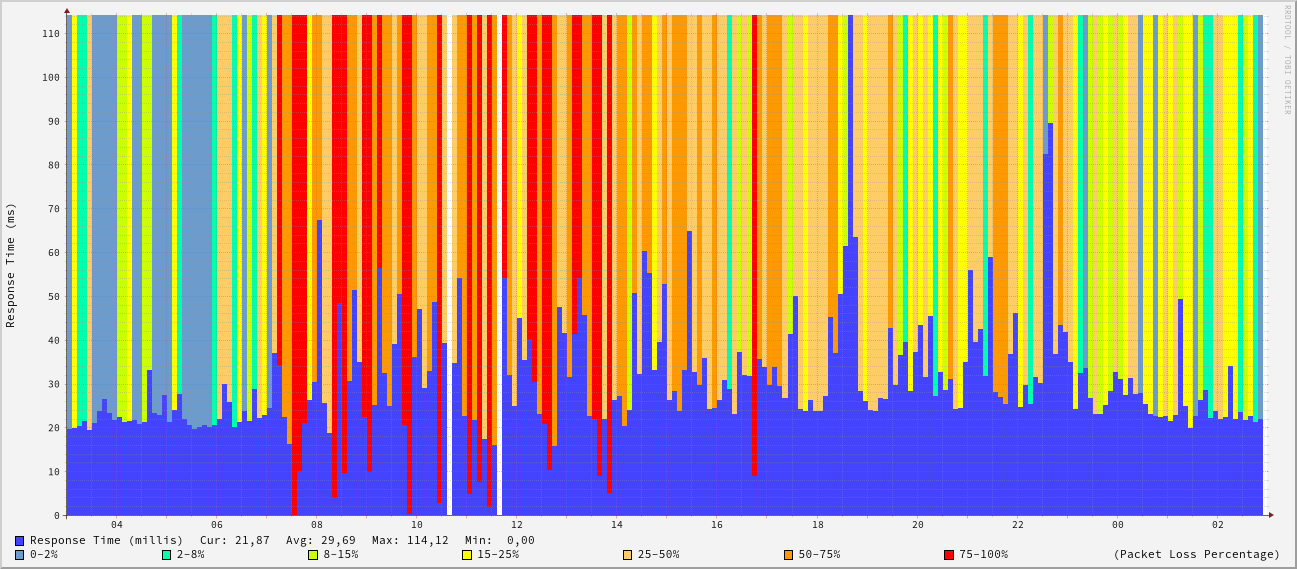 RRDTOOL / TOBI OETIKER
Response Time (ms)
110
100
90
80
70
60
50
40
30
20
10
0
04 06 08 10 12 14 16 18 20 22 00 02
Response Time (millis) Cur: 21,87 Avg: 29,69 Max: 114,12 Min: 0,00
0-2% 2-8% 8-15% 15-25% 25-50% 50-75% 75-100% (Packet Loss Percentage)